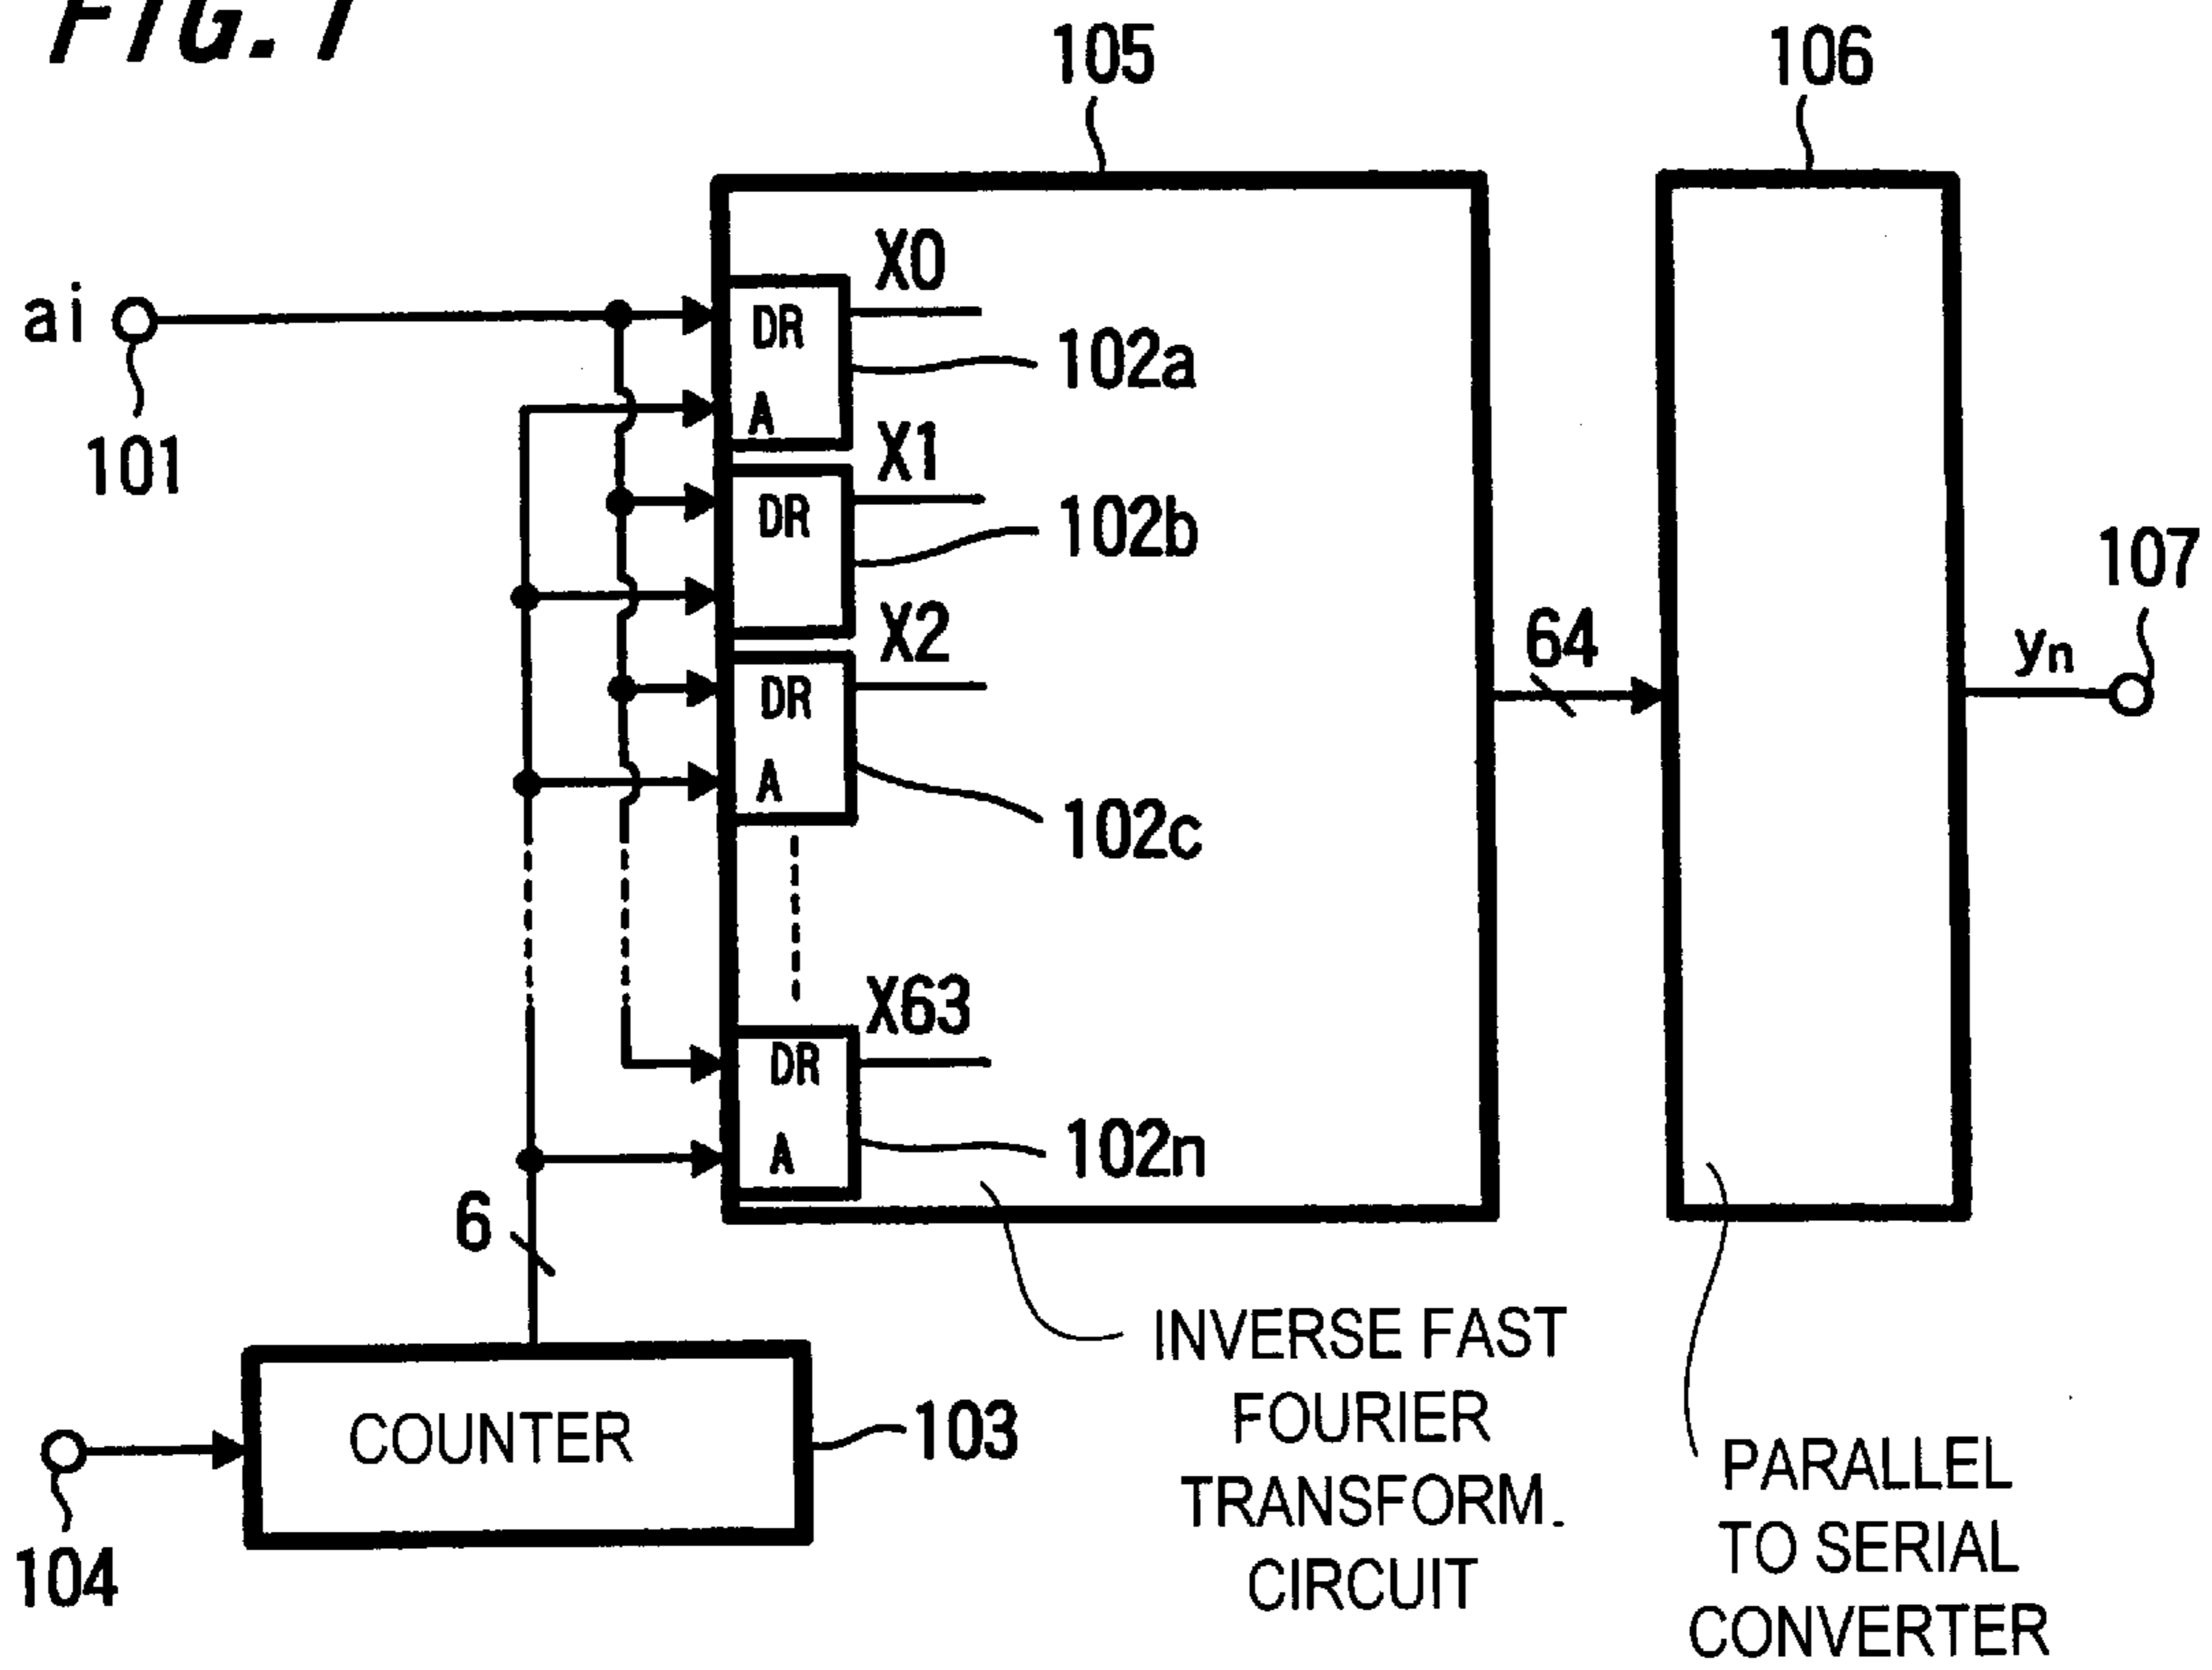 FIG. 1
105
106
X0
ai
DR
102a
A
101
X1
DR
102b
107
X2
64
yn
DR
A
102c
X63
DR
A
102n
6
INVERSE FAST
FOURIER
TRANSFORM.
CIRCUIT
COUNTER
103
PARALLEL
TO SERIAL
CONVERTER
104